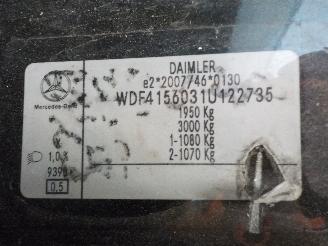 DAIMLER
e2*2007/46*0130
WDF4156031U122735
Mercedes-Benz
1950 Kg
3000 Kg
1-1080 Kg
2-1070 Kg
1,0%
0,5